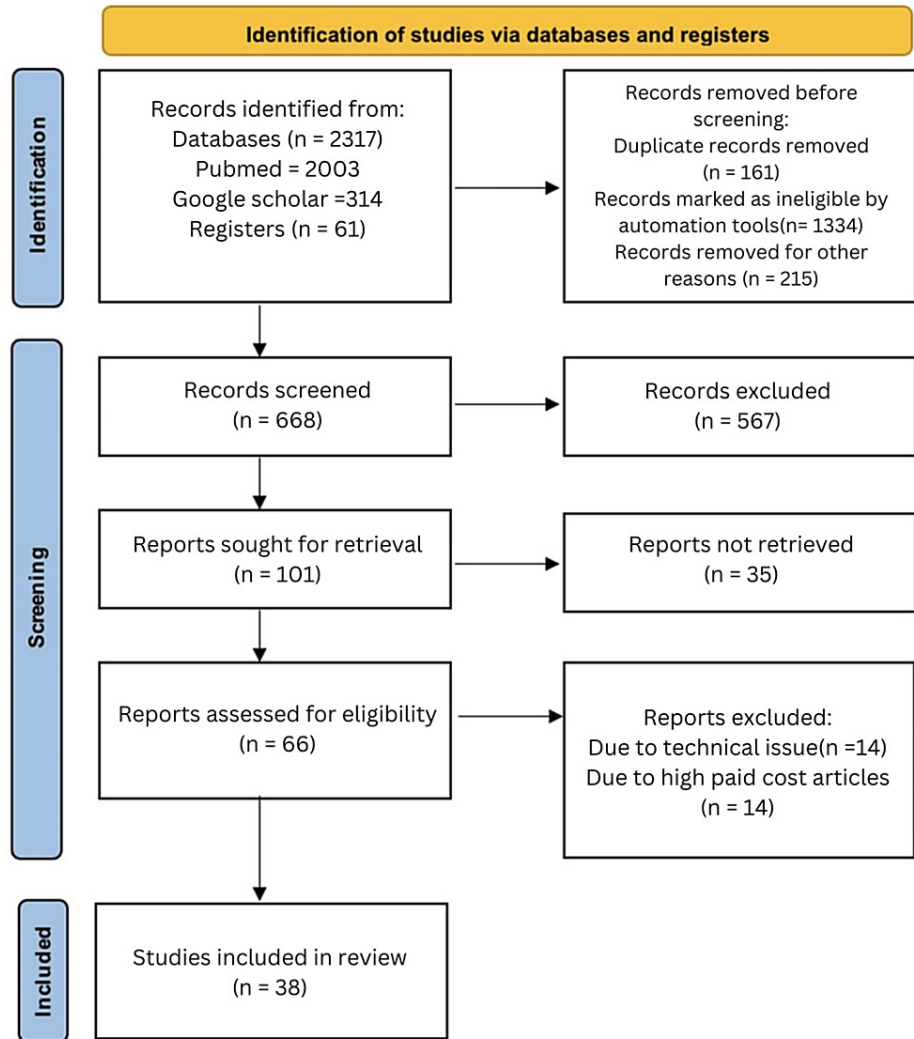 Identification of studies via databases and registers
Identification
Records identified from:
Databases (n = 2317)
Pubmed = 2003
Google scholar =314
Registers (n = 61)
Records removed before
screening:
Duplicate records removed
(n = 161)
Records marked as ineligible by
automation tools(n= 1334)
Records removed for other
reasons (n = 215)
Screening
Records screened
(n = 668)
Records excluded
(n = 567)
Reports sought for retrieval
(n = 101)
Reports not retrieved
(n = 35)
Reports assessed for eligibility
(n = 66)
Reports excluded:
Due to technical issue(n =14)
Due to high paid cost articles
(n = 14)
Included
Studies included in review
(n = 38)